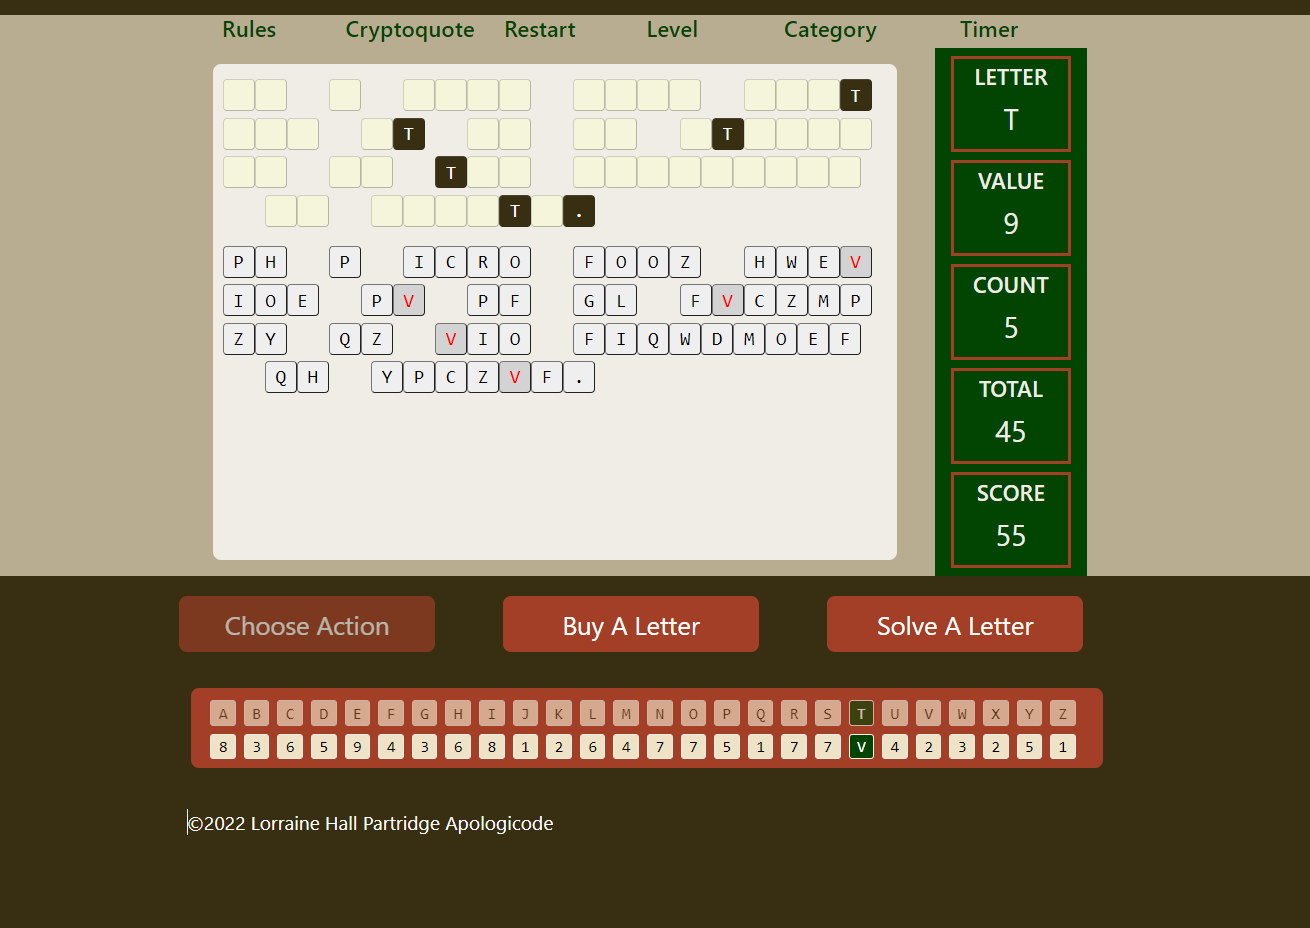 Rules Cryptoquote Restart Level Category Timer
T
T T
T
T .
P H P I C R O F O O Z H W E V
I O E P V P F G L F V C Z M P
Z Y Q Z V I O F I Q W D M O E F
Q H Y P C Z V F .
LETTER
T
VALUE
9
COUNT
5
TOTAL
45
SCORE
55
Choose Action Buy A Letter Solve A Letter
A B C D E F G H I J K L M N O P Q R S T U V W X Y Z
8 3 6 5 9 4 3 6 8 1 2 6 4 7 7 5 1 7 7 V 4 2 3 2 5 1
©2022 Lorraine Hall Partridge Apologicode